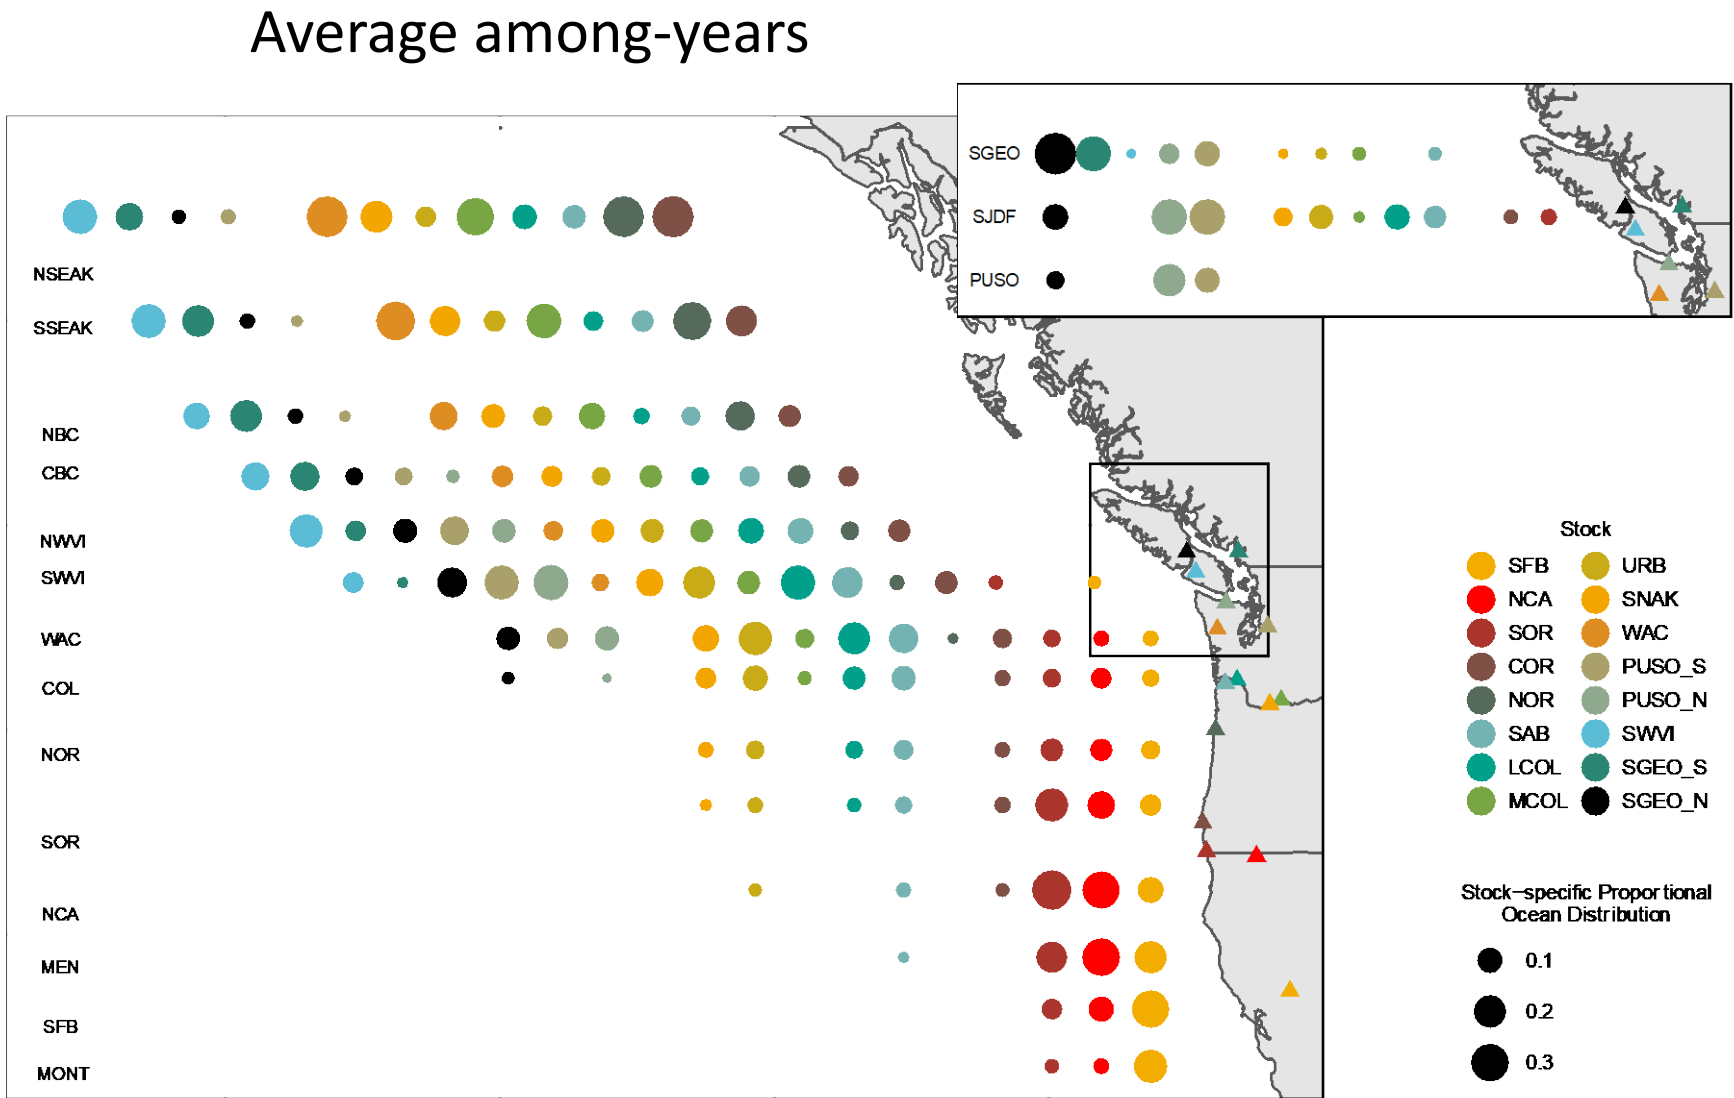 Average among-years
SGEO
SJDF
PUSO
NSEAK
SSEAK
NBC
CBC
NWVI
SWVI
WAC
COL
NOR
SOR
NCA
MEN
SFB
MONT
Stock
SFB URB
NCA SNAK
SOR WAC
COR PUSO_S
NOR PUSO_N
SAB SWVI
LCOL SGEO_S
MCOL SGEO_N
Stock-specific Proportional
Ocean Distribution
0.1
0.2
0.3